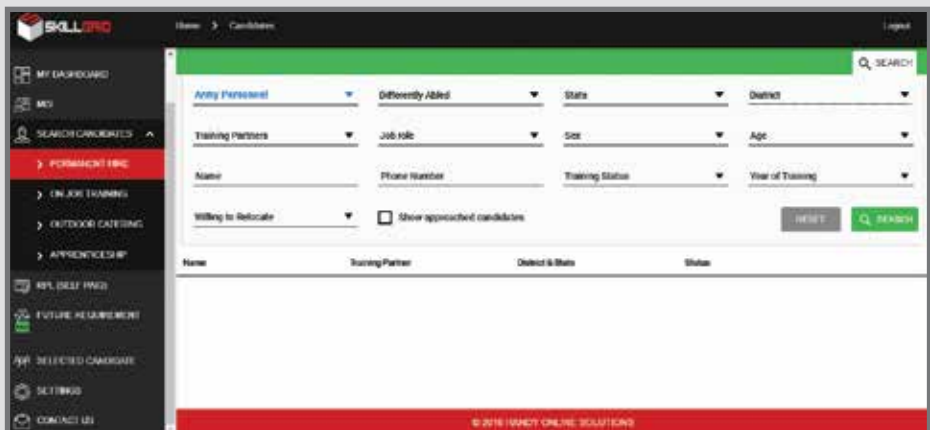 SKILLGRID
Home > Candidates
Logout
SEARCH
MY DASHBOARD
MIS
SEARCH CANDIDATES
> PERMANENT HIRE
> ON JOB TRAINING
> OUTDOOR CATERING
> APPRENTICESHIP
RPL (SELF PAID)
FUTURE REQUIREMENT
SELECTED CANDIDATE
SETTINGS
CONTACT US
Army Personnel Differently Abled State District
Training Partners Job role Sex Age
Name Phone Number Training Status Year of Training
Willing to Relocate Show approached candidates RESET SEARCH
Name Training Partner District & State Status
© 2018 HANDY ONLINE SOLUTIONS